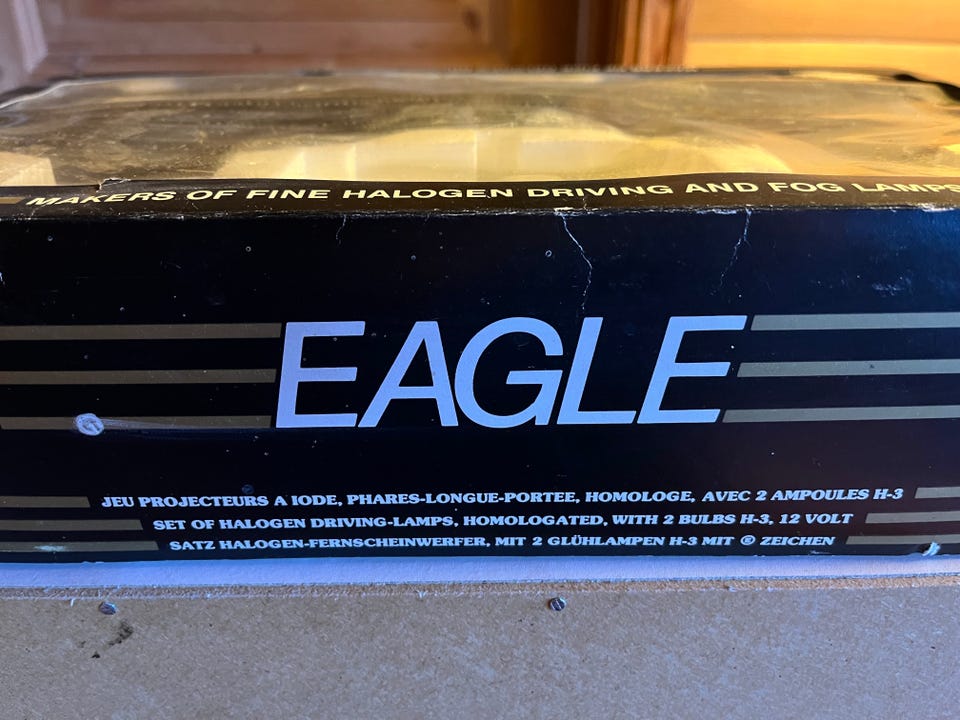 MAKERS OF FINE HALOGEN DRIVING AND FOG LAMPS
EAGLE
JEU PROJECTEURS A IODE, PHARES-LONGUE-PORTEE, HOMOLOGE, AVEC 2 AMPOULES H-3
SET OF HALOGEN DRIVING-LAMPS, HOMOLOGATED, WITH 2 BULBS H-3, 12 VOLT
SATZ HALOGEN-FERNSCHEINWERFER, MIT 2 GLÜHLAMPEN H-3 MIT Ⓔ ZEICHEN